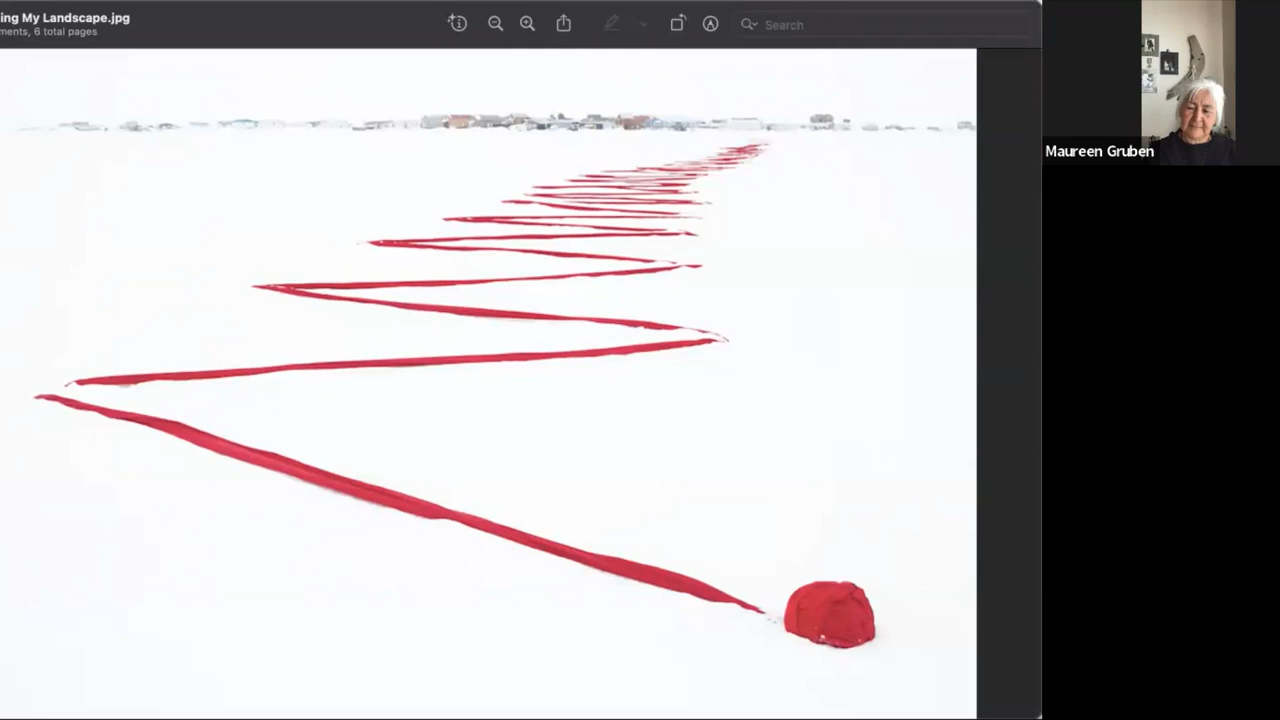 ing My Landscape.jpg
ments, 6 total pages
Search
Maureen Gruben